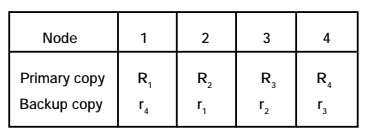 Node 1 2 3 4
Primary copy R₁ R₂ R₃ R₄
Backup copy r₄ r₁ r₂ r₃